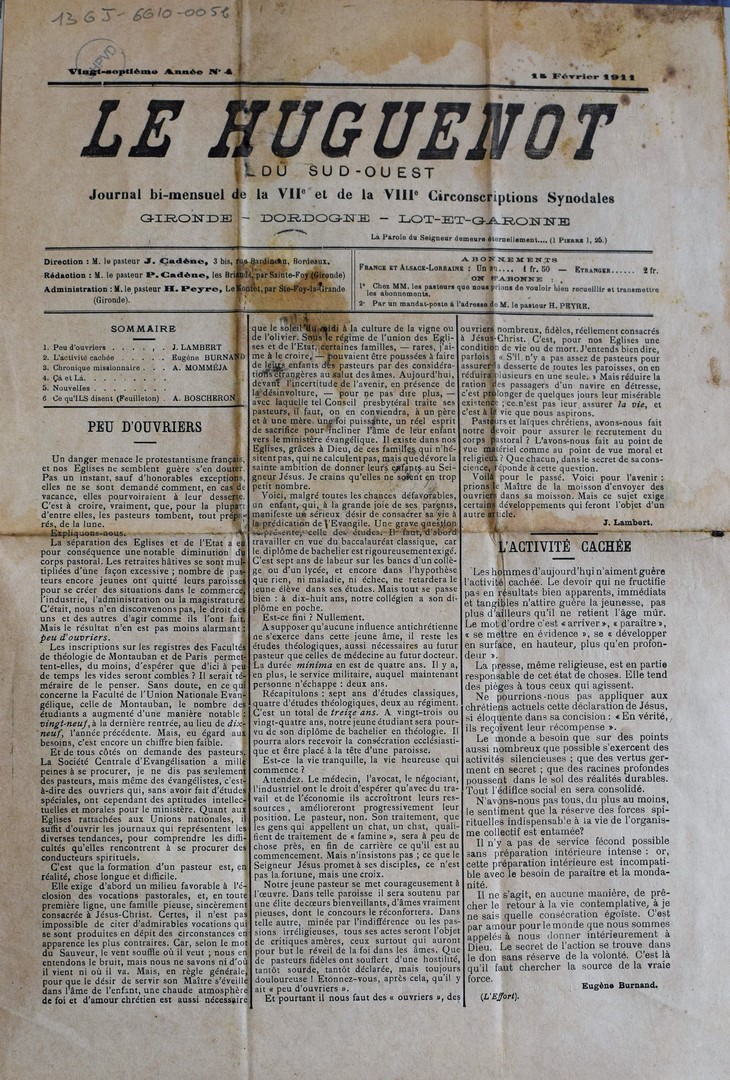 13 GJ-6G10-0056
Vingt-septième Année N° 4
15 Février 1911
LE HUGUENOT
DU SUD-OUEST
Journal bi-mensuel de la VIIe et de la VIIIe Circonscriptions Synodales
GIRONDE - DORDOGNE - LOT-ET-GARONNE
La Parole du Seigneur demeure éternellement.... (1 PIERRE 1, 25.)
Direction : M. le pasteur J. Cadène, 3 bis, rue Sardineau, Bordeaux.
Rédaction : M. le pasteur P. Cadène, les Briands, par Sainte-Foy (Gironde)
Administration : M. le pasteur H. Peyre, Le Montet, par Ste-Foy-la-Grande
(Gironde).
ABONNEMENTS
FRANCE ET ALSACE-LORRAINE : Un an..... 1 fr. 50 — ETRANGER...... 2 fr.
ON S'ABONNE :
1° Chez MM. les pasteurs que nous prions de vouloir bien recueillir et transmettre
les abonnements.
2° Par un mandat-poste à l'adresse de M. le pasteur H. PEYRE.
SOMMAIRE
1. Peu d'ouvriers . . . . . . J. LAMBERT
2. L'activité cachée . . . . Eugène BURNAND
3. Chronique missionnaire . . . A. MOMMÉJA
4. Çà et Là. . . . . . . . .
5. Nouvelles . . . . . . . .
6 Ce qu'ILS disent (Feuilleton) . A. BOSCHERON
PEU D'OUVRIERS
Un danger menace le protestantisme français,
et nos Eglises ne semblent guère s'en douter.
Pas un instant, sauf d'honorables exceptions,
elles ne se sont demandé comment, en cas de
vacance, elles pourvoiraient à leur desserte.
C'est à croire, vraiment, que, pour la plupart
d'entre elles, les pasteurs tombent, tout prépa-
rés, de la lune.
Expliquons-nous.
La séparation des Eglises et de l'Etat a eu
pour conséquence une notable diminution du
corps pastoral. Les retraites hâtives se sont mul-
tipliées d'une façon excessive ; nombre de pas-
teurs encore jeunes ont quitté leurs paroisses
pour se créer des situations dans le commerce,
l'industrie, l'administration ou la magistrature.
C'était, nous n'en disconvenons pas, le droit des
uns et des autres d'agir comme ils l'ont fait.
Mais le résultat n'en est pas moins alarmant :
peu d'ouvriers.
Les inscriptions sur les registres des Facultés
de théologie de Montauban et de Paris permet-
tent-elles, du moins, d'espérer que d'ici à peu
de temps les vides seront comblés ? Il serait té-
méraire de le penser. Sans doute, en ce qui
concerne la Faculté de l'Union Nationale Evan-
gélique, celle de Montauban, le nombre des
étudiants a augmenté d'une manière notable :
vingt-neuf, à la dernière rentrée, au lieu de dix-
neuf, l'année précédente. Mais, eu égard aux
besoins, c'est encore un chiffre bien faible.
Et de tous côtés on demande des pasteurs.
La Société Centrale d'Evangélisation a mille
peines à se procurer, je ne dis pas seulement
des pasteurs, mais même des évangélistes, c'est-
à-dire des ouvriers qui, sans avoir fait d'études
spéciales, ont cependant des aptitudes intellec-
tuelles et morales pour le ministère. Quant aux
Eglises rattachées aux Unions nationales, il
suffit d'ouvrir les journaux qui représentent les
diverses tendances, pour comprendre les diffi-
cultés qu'elles rencontrent à se procurer des
conducteurs spirituels.
C'est que la formation d'un pasteur est, en
réalité, chose longue et difficile.
Elle exige d'abord un milieu favorable à l'é-
closion des vocations pastorales, et, en toute
première ligne, une famille pieuse, sincèrement
consacrée à Jésus-Christ. Certes, il n'est pas
impossible de citer d'admirables vocations qui
se sont produites en dépit des circonstances en
apparence les plus contraires. Car, selon le mot
du Sauveur, le vent souffle où il veut ; nous en
entendons le bruit, mais nous ne savons ni d'où
il vient ni où il va. Mais, en règle générale,
pour que le désir de servir son Maître s'éveille
dans l'âme de l'enfant, une chaude atmosphère
de foi et d'amour chrétien est aussi nécessaire
que le soleil du midi à la culture de la vigne ou
de l'olivier. Sous le régime de l'union des Egli-
ses et de l'Etat, certaines familles, — rares, j'ai-
me à le croire, — pouvaient être poussées à faire
de leurs enfants des pasteurs par des considéra-
tions étrangères au salut des âmes. Aujourd'hui,
devant l'incertitude de l'avenir, en présence de
la désinvolture, — pour ne pas dire plus, —
avec laquelle tel Conseil presbytéral traite ses
pasteurs, il faut, on en conviendra, à un père
et à une mère, une foi puissante, un réel esprit
de sacrifice pour incliner l'âme de leur enfant
vers le ministère évangélique. Il existe dans nos
Eglises, grâces à Dieu, de ces familles qui n'hé-
sitent pas, qui ne calculent pas, mais que dévore la
sainte ambition de donner leurs enfants au Sei-
gneur Jésus. Je crains qu'elles ne soient en trop
petit nombre.
Voici, malgré toutes les chances défavorables,
un enfant, qui, à la grande joie de ses parents,
manifeste un sérieux désir de consacrer sa vie à
la prédication de l'Evangile. Une grave question
se présente, celle des études. Il faut, d'abord
travailler en vue du baccalauréat classique, car
le diplôme de bachelier est rigoureusement exigé.
C'est sept ans de labeur sur les bancs d'un collè-
ge ou d'un lycée, et encore dans l'hypothèse
que rien, ni maladie, ni échec, ne retardera le
jeune élève dans ses études. Mais tout se passe
bien : à dix-huit ans, notre collégien a son di-
plôme en poche.
Est-ce fini ? Nullement.
A supposer qu'aucune influence antichrétienne
ne s'exerce dans cette jeune âme, il reste les
études théologiques, aussi nécessaires au futur
pasteur que celles de médecine au futur docteur.
La durée minima en est de quatre ans. Il y a,
en plus, le service militaire, auquel maintenant
personne n'échappe : deux ans.
Récapitulons : sept ans d'études classiques,
quatre d'études théologiques, deux au régiment.
C'est un total de treize ans. A vingt-trois ou
vingt-quatre ans, notre jeune étudiant sera pour-
vu de son diplôme de bachelier en théologie. Il
pourra alors recevoir la consécration ecclésiasti-
que et être placé à la tête d'une paroisse.
Est-ce la vie tranquille, la vie heureuse qui
commence ?
Attendez. Le médecin, l'avocat, le négociant,
l'industriel ont le droit d'espérer qu'avec du tra-
vail et de l'économie ils accroîtront leurs res-
sources, amélioreront progressivement leur
position. Le pasteur, non. Son traitement, que
les gens qui appellent un chat, un chat, quali-
fient de traitement de « famine », sera à peu de
chose près, en fin de carrière ce qu'il est au
commencement. Mais n'insistons pas ; ce que le
Seigneur Jésus promet à ses disciples, ce n'est
pas la fortune, mais une croix.
Notre jeune pasteur se met courageusement à
l'œuvre. Dans telle paroisse il sera soutenu par
une élite de cœurs bienveillants, d'âmes vraiment
pieuses, dont le concours le réconfortera. Dans
telle autre, minée par l'indifférence ou les pas-
sions irréligieuses, tous ses actes seront l'objet
de critiques amères, ceux surtout qui auront
pour but le réveil de la foi dans les âmes. Que
de pasteurs fidèles ont souffert d'une hostilité,
tantôt sourde, tantôt déclarée, mais toujours
douloureuse ! Etonnez-vous, après cela, qu'il y
ait « peu d'ouvriers ».
Et pourtant il nous faut des « ouvriers », des
ouvriers nombreux, fidèles, réellement consacrés
à Jésus-Christ. C'est, pour nos Eglises une
condition de vie ou de mort. J'entends bien dire,
parfois : « S'il n'y a pas assez de pasteurs pour
assurer la desserte de toutes les paroisses, on en
réduira plusieurs en une seule. » Mais réduire la
ration des passagers d'un navire en détresse,
c'est prolonger de quelques jours leur misérable
existence ; ce n'est pas leur assurer la vie, et
c'est à la vie que nous aspirons.
Pasteurs et laïques chrétiens, avons-nous fait
notre devoir pour assurer le recrutement du
corps pastoral ? L'avons-nous fait au point de
vue matériel comme au point de vue moral et
religieux ? Que chacun, dans le secret de sa cons-
cience, réponde à cette question.
Voilà pour le passé. Voici pour l'avenir :
prions le Maître de la moisson d'envoyer des
ouvriers dans sa moisson. Mais ce sujet exige
certains développements qui feront l'objet d'un
autre article.
J. Lambert.
L'ACTIVITÉ CACHÉE
Les hommes d'aujourd'hui n'aiment guère
l'activité cachée. Le devoir qui ne fructifie
pas en résultats bien apparents, immédiats
et tangibles n'attire guère la jeunesse, pas
plus d'ailleurs qu'il ne retient l'âge mûr.
Le mot d'ordre c'est « arriver », « paraître »,
« se mettre en évidence », se « développer
en surface, en hauteur, plus qu'en profon-
deur ».
La presse, même religieuse, est en partie
responsable de cet état de choses. Elle tend
des pièges à tous ceux qui agissent.
Ne pourrions-nous pas appliquer aux
chrétiens actuels cette déclaration de Jésus,
si éloquente dans sa concision : « En vérité,
ils reçoivent leur récompense ».
Le monde a besoin que sur des points
aussi nombreux que possible s'exercent des
activités silencieuses ; que des vertus ger-
ment en secret ; que des racines profondes
poussent dans le sol des réalités durables.
Tout l'édifice social en sera consolidé.
N'avons-nous pas tous, du plus au moins,
le sentiment que la réserve des forces spi-
rituelles indispensable à la vie de l'organis-
me collectif est entamée?
Il n'y a pas de service fécond possible
sans préparation intérieure intense : or,
cette préparation intérieure est incompati-
ble avec le besoin de paraître et la monda-
nité.
Il ne s'agit, en aucune manière, de prê-
cher le retour à la vie contemplative, à je
ne sais quelle consécration égoïste. C'est
par amour pour le monde que nous sommes
appelés à nous donner intérieurement à
Dieu. Le secret de l'action se trouve dans
le don sans réserve de la volonté. C'est là
qu'il faut chercher la source de la vraie
force.
Eugène Burnand.
(L'Effort).